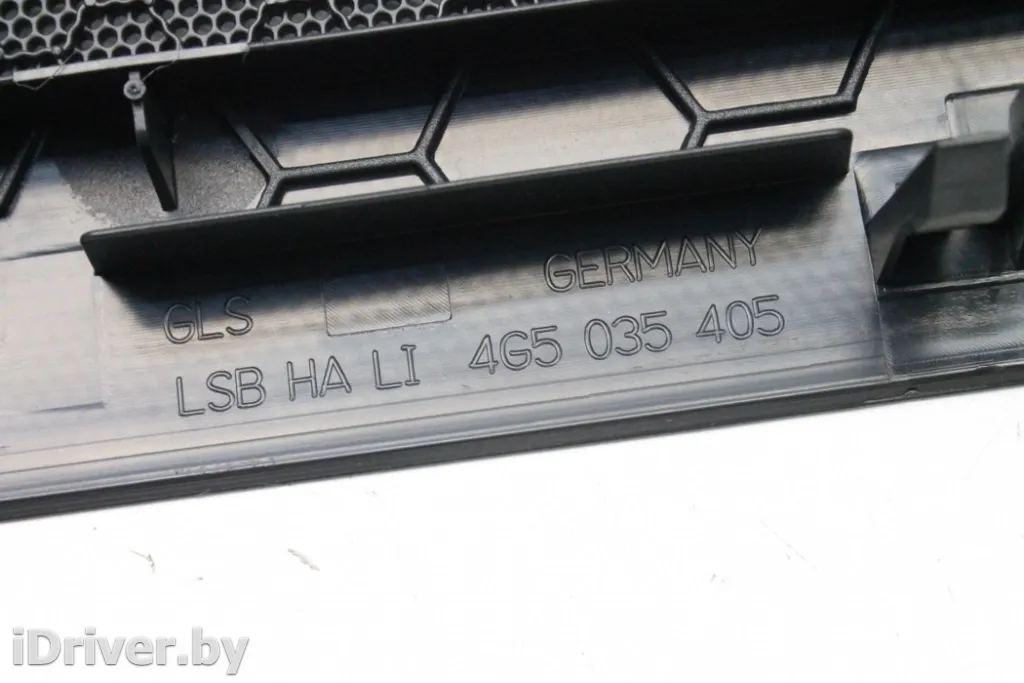 GLS GERMANY
LSB HA LI 4G5 035 405
iDriver.by